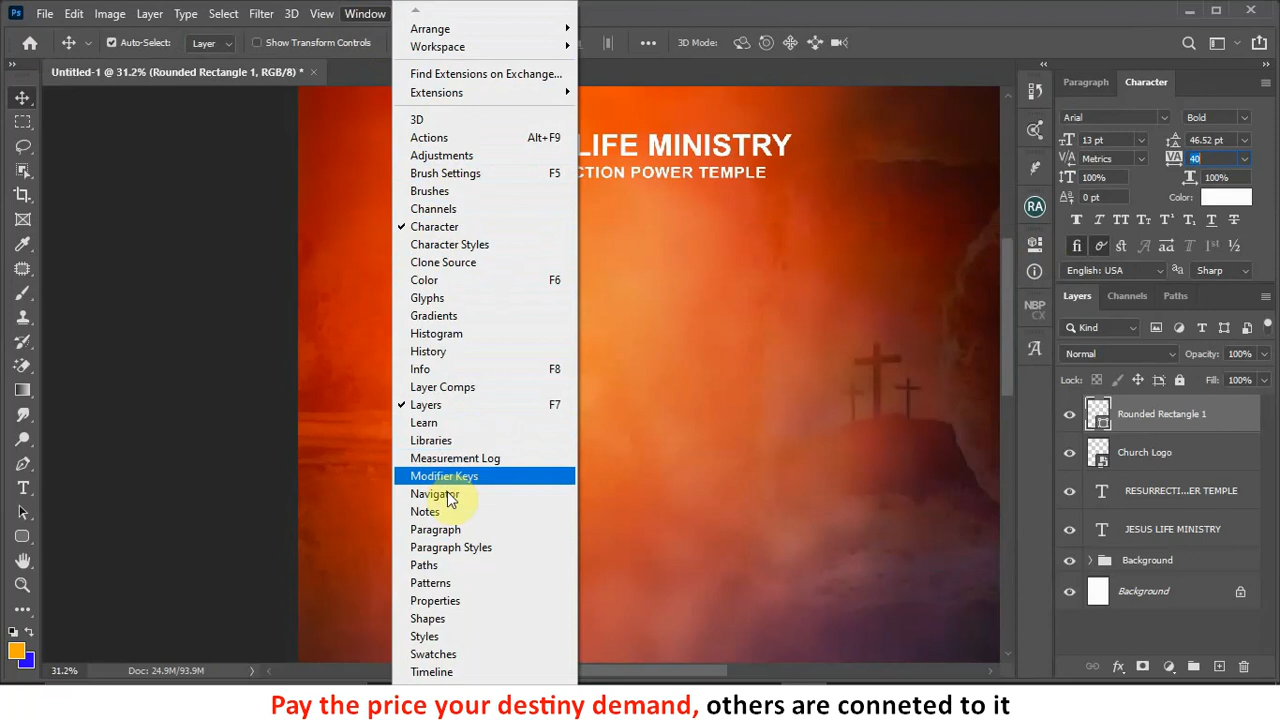 Ps File Edit Image Layer Type Select Filter 3D View Window
Auto-Select: Layer Show Transform Controls 3D Mode:
Untitled-1 @ 31.2% (Rounded Rectangle 1, RGB/8) *
Arrange
Workspace
Find Extensions on Exchange...
Extensions
3D
Actions Alt+F9
Adjustments
Brush Settings F5
Brushes
Channels
Character
Character Styles
Clone Source
Color F6
Glyphs
Gradients
Histogram
History
Info F8
Layer Comps
Layers F7
Learn
Libraries
Measurement Log
Modifier Keys
Navigator
Notes
Paragraph
Paragraph Styles
Paths
Patterns
Properties
Shapes
Styles
Swatches
Timeline
LIFE MINISTRY
CTION POWER TEMPLE
Paragraph Character
Arial Bold
13 pt 46.52 pt
Metrics 40
100% 100%
0 pt Color:
English: USA Sharp
RA
NBP
CX
Layers Channels Paths
Kind
Normal Opacity: 100%
Lock: Fill: 100%
Rounded Rectangle 1
Church Logo
RESURRECTI...ER TEMPLE
JESUS LIFE MINISTRY
Background
Background
31.2% Doc: 24.9M/93.9M
Pay the price your destiny demand, others are conneted to it